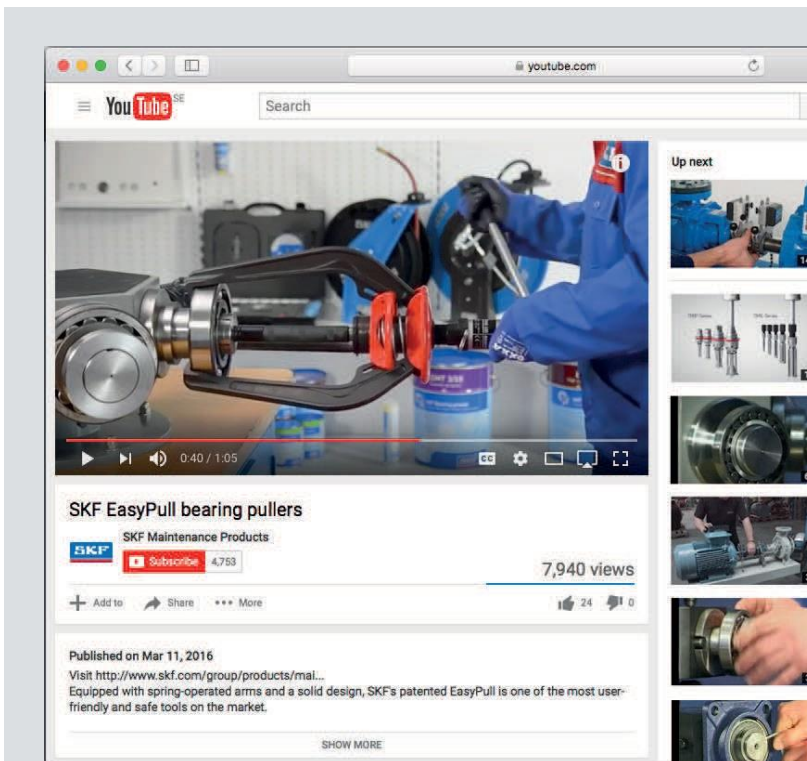 youtube.com
YouTube SE
Search
Up next
0:40 / 1:05
CC
SKF EasyPull bearing pullers
SKF
SKF Maintenance Products
Subscribe 4,753
7,940 views
Add to Share More
24 0
Published on Mar 11, 2016
Visit http://www.skf.com/group/products/mai...
Equipped with spring-operated arms and a solid design, SKF's patented EasyPull is one of the most user-
friendly and safe tools on the market.
SHOW MORE